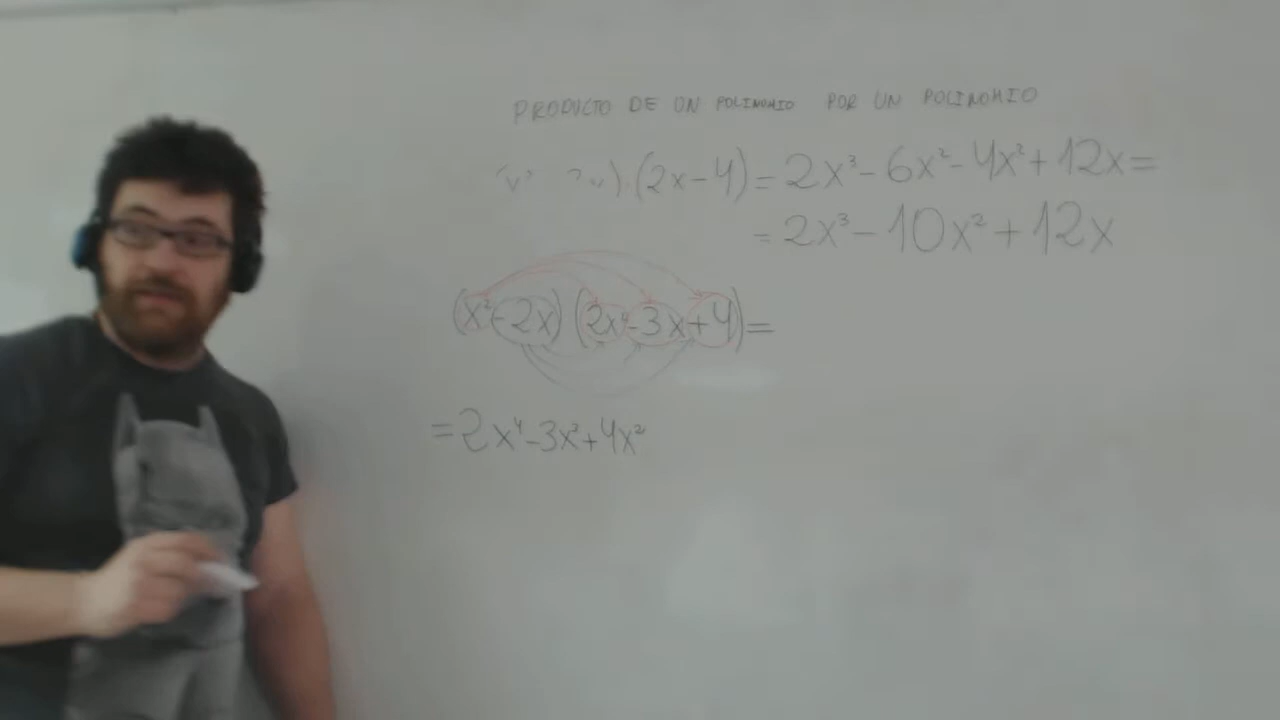 PRODUCTO DE UN POLINOMIO POR UN POLINOMIO
·(2x-4)=2x³-6x²-4x²+12x=
=2x³-10x²+12x
(x²-2x)(2x²-3x+4)=
=2x⁴-3x³+4x²